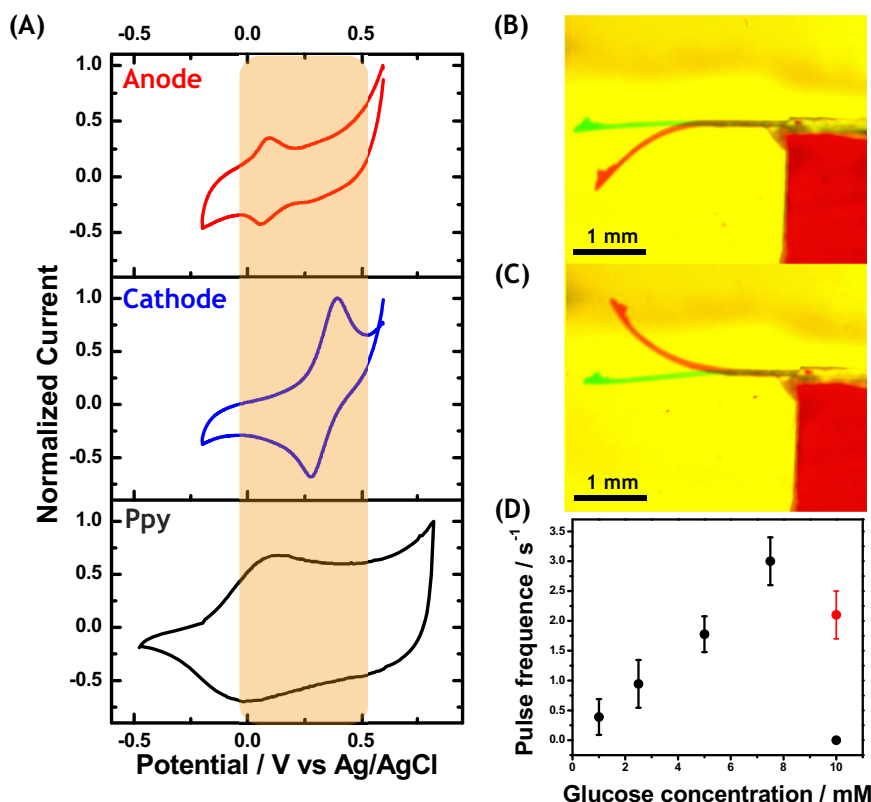 (A)
0.0 0.5
Anode
1.0
0.5
0.0
-0.5
Cathode
1.0
0.5
0.0
-0.5
Ppy
1.0
0.5
0.0
-0.5
Normalized Current
-0.5 0.0 0.5
Potential / V vs Ag/AgCl
(B)
1 mm
(C)
1 mm
(D)
3.5
3.0
2.5
2.0
1.5
1.0
0.5
0.0
Pulse frequence / s⁻¹
0 2 4 6 8 10
Glucose concentration / mM